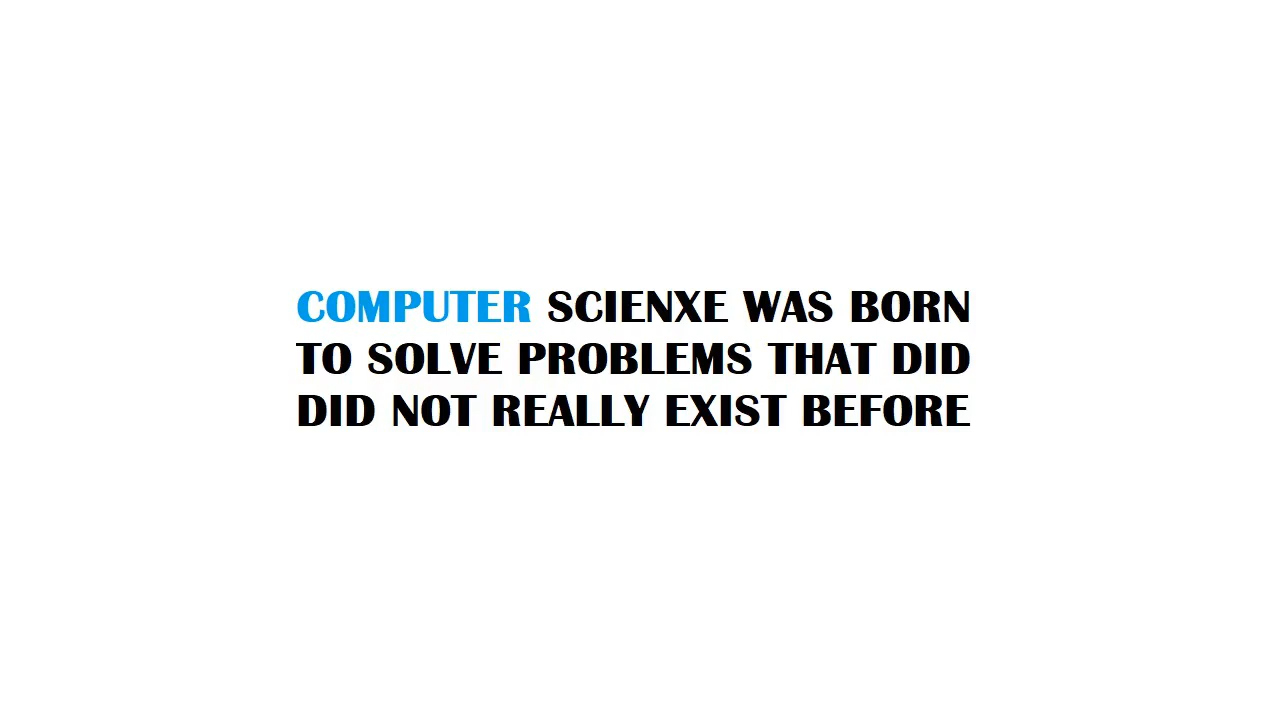 COMPUTER SCIENXE WAS BORN
TO SOLVE PROBLEMS THAT DID
DID NOT REALLY EXIST BEFORE